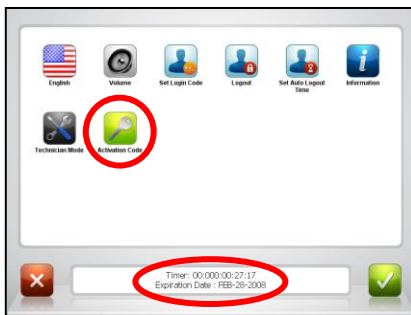 English
Volume
Set Login Code
Logout
Set Auto Logout
Time
Information
Technician Mode
Activation Code
Timer: 00:000:00:27:17
Expiration Date : FEB-28-2008